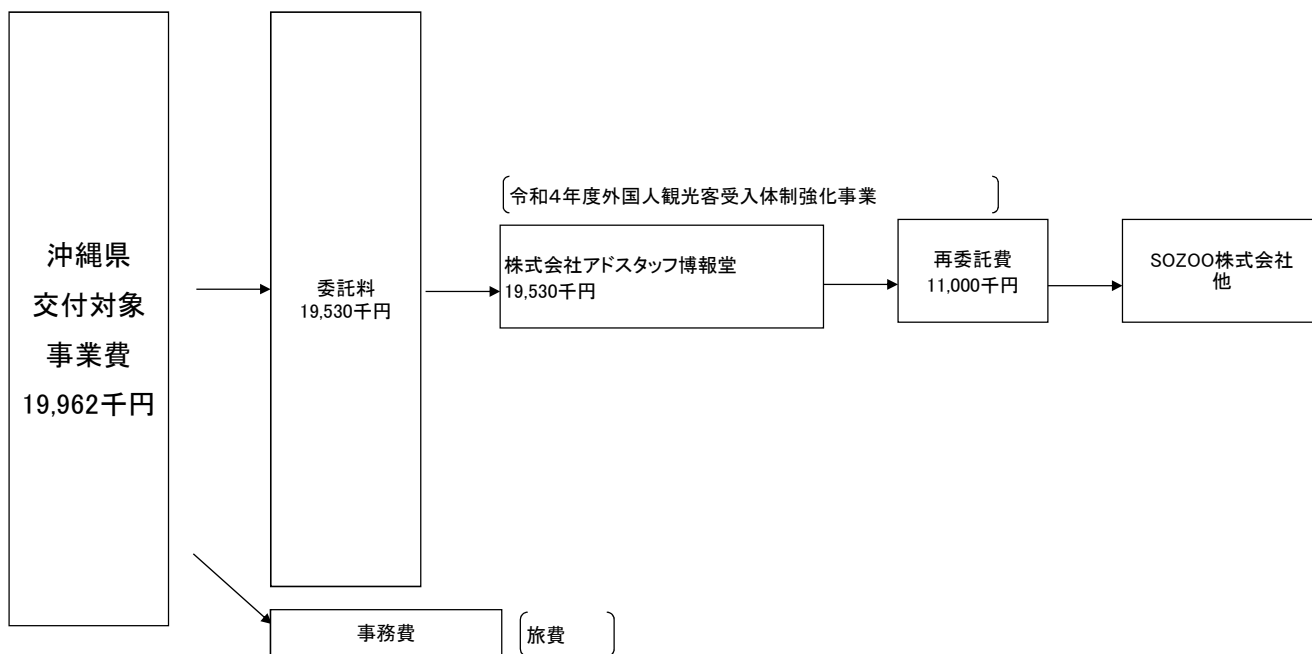 沖縄県
交付対象
事業費
19,962千円
委託料
19,530千円
令和4年度外国人観光客受入体制強化事業
株式会社アドスタッフ博報堂
19,530千円
再委託費
11,000千円
SOZOO株式会社
他
事務費
旅費